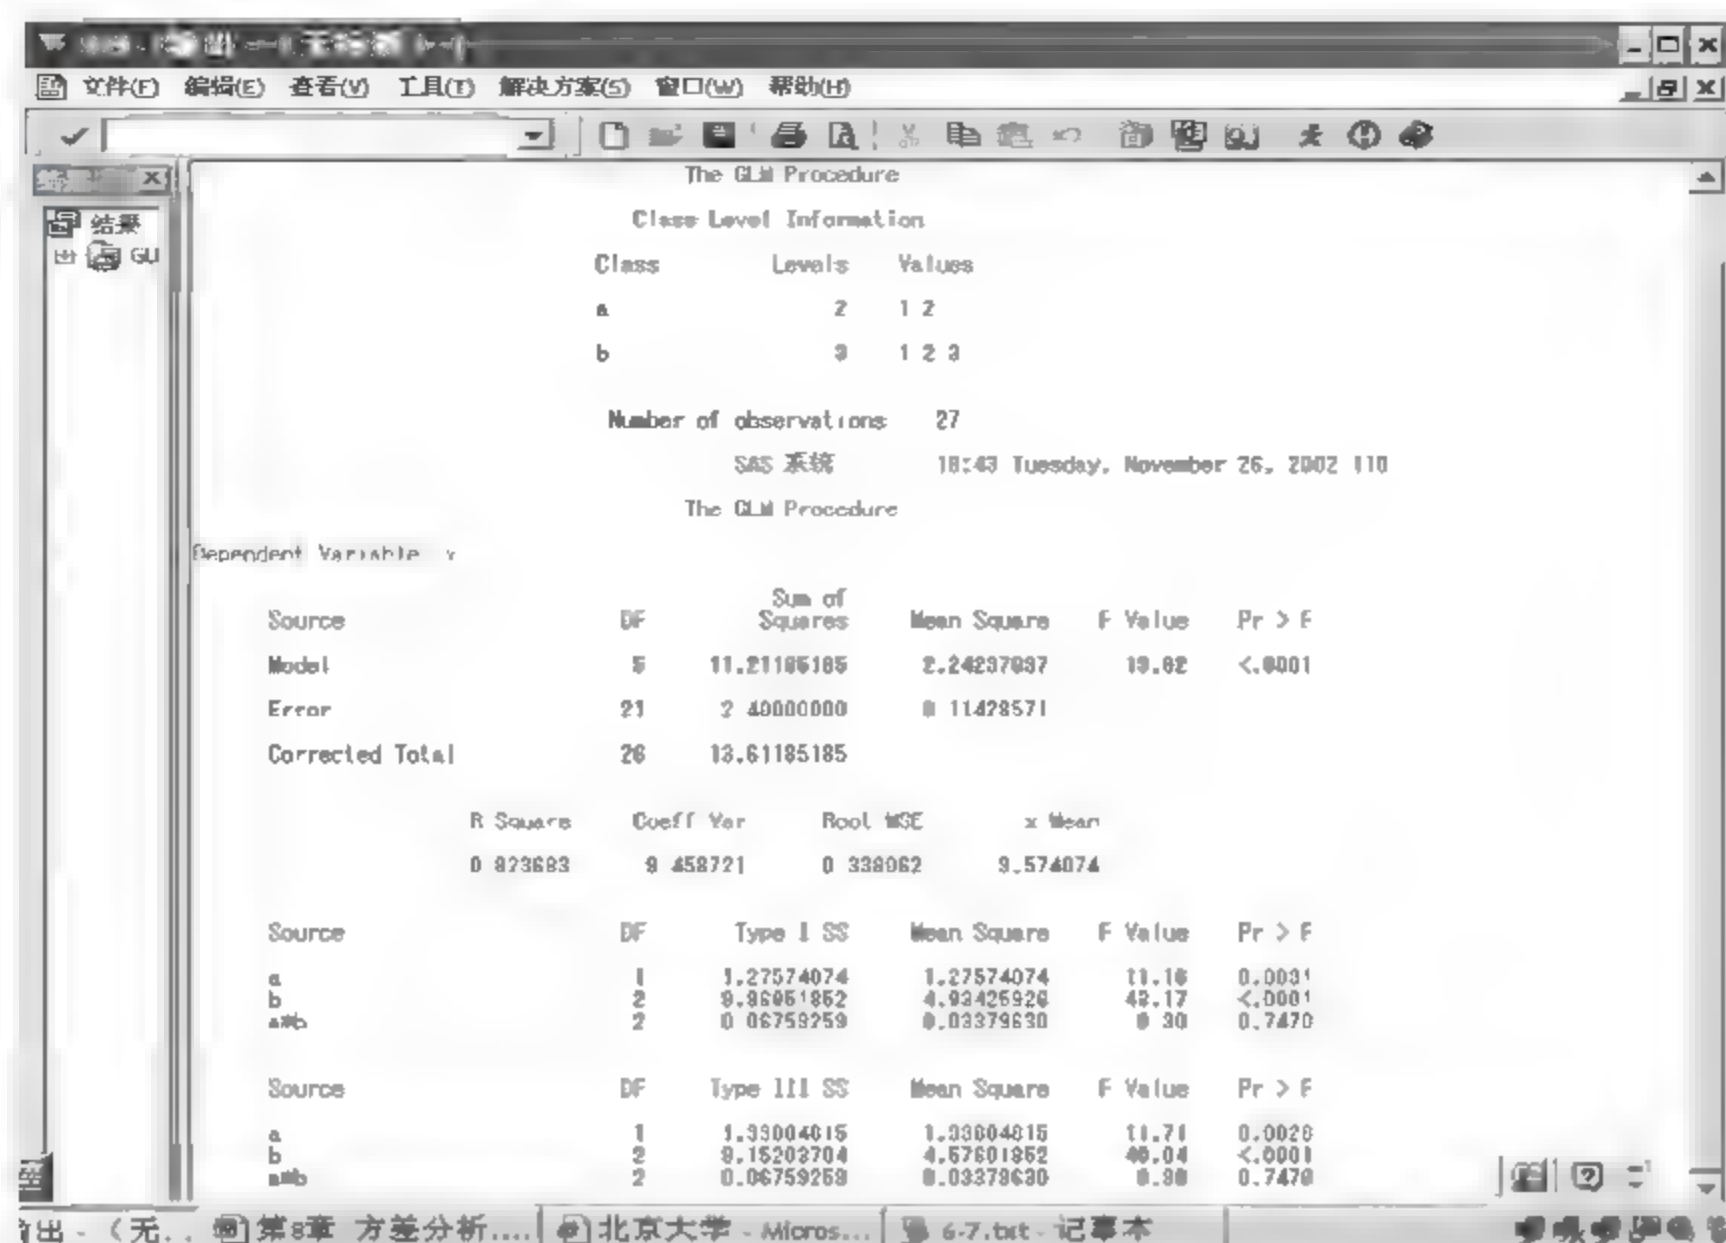 文件(F) 编辑(E) 查看(V) 工具(T) 解决方案(S) 窗口(W) 帮助(H)
结果
The GLM Procedure
Class Level Information
Class Levels Values
a 2 1 2
b 3 1 2 3
Number of observations 27
SAS 系统 18:43 Tuesday, November 26, 2002 110
The GLM Procedure
Dependent Variable x
Source DF Sum of Squares Mean Square F Value Pr > F
Model 5 11.21185185 2.24237037 19.62 <.0001
Error 21 2 40000000 0 11428571
Corrected Total 26 13.61185185
R Square Coeff Var Root MSE x Mean
0 823683 9 458721 0 338062 3.574074
Source DF Type I SS Mean Square F Value Pr > F
a 1 1.27574074 1.27574074 11.16 0.0031
b 2 9.86851852 4.93425926 43.17 <.0001
a*b 2 0 06759259 0.03379630 0 30 0.7470
Source DF Type III SS Mean Square F Value Pr > F
a 1 11.71 0.0026
b 2 9.15203704 4.57601852 40.04 <.0001
a*b 2 0.06759259 0.03379630 0.30 0.7470
出 - (无.. 第8章 方差分析.... 北京大学 - Micros... 6-7.txt - 记事本